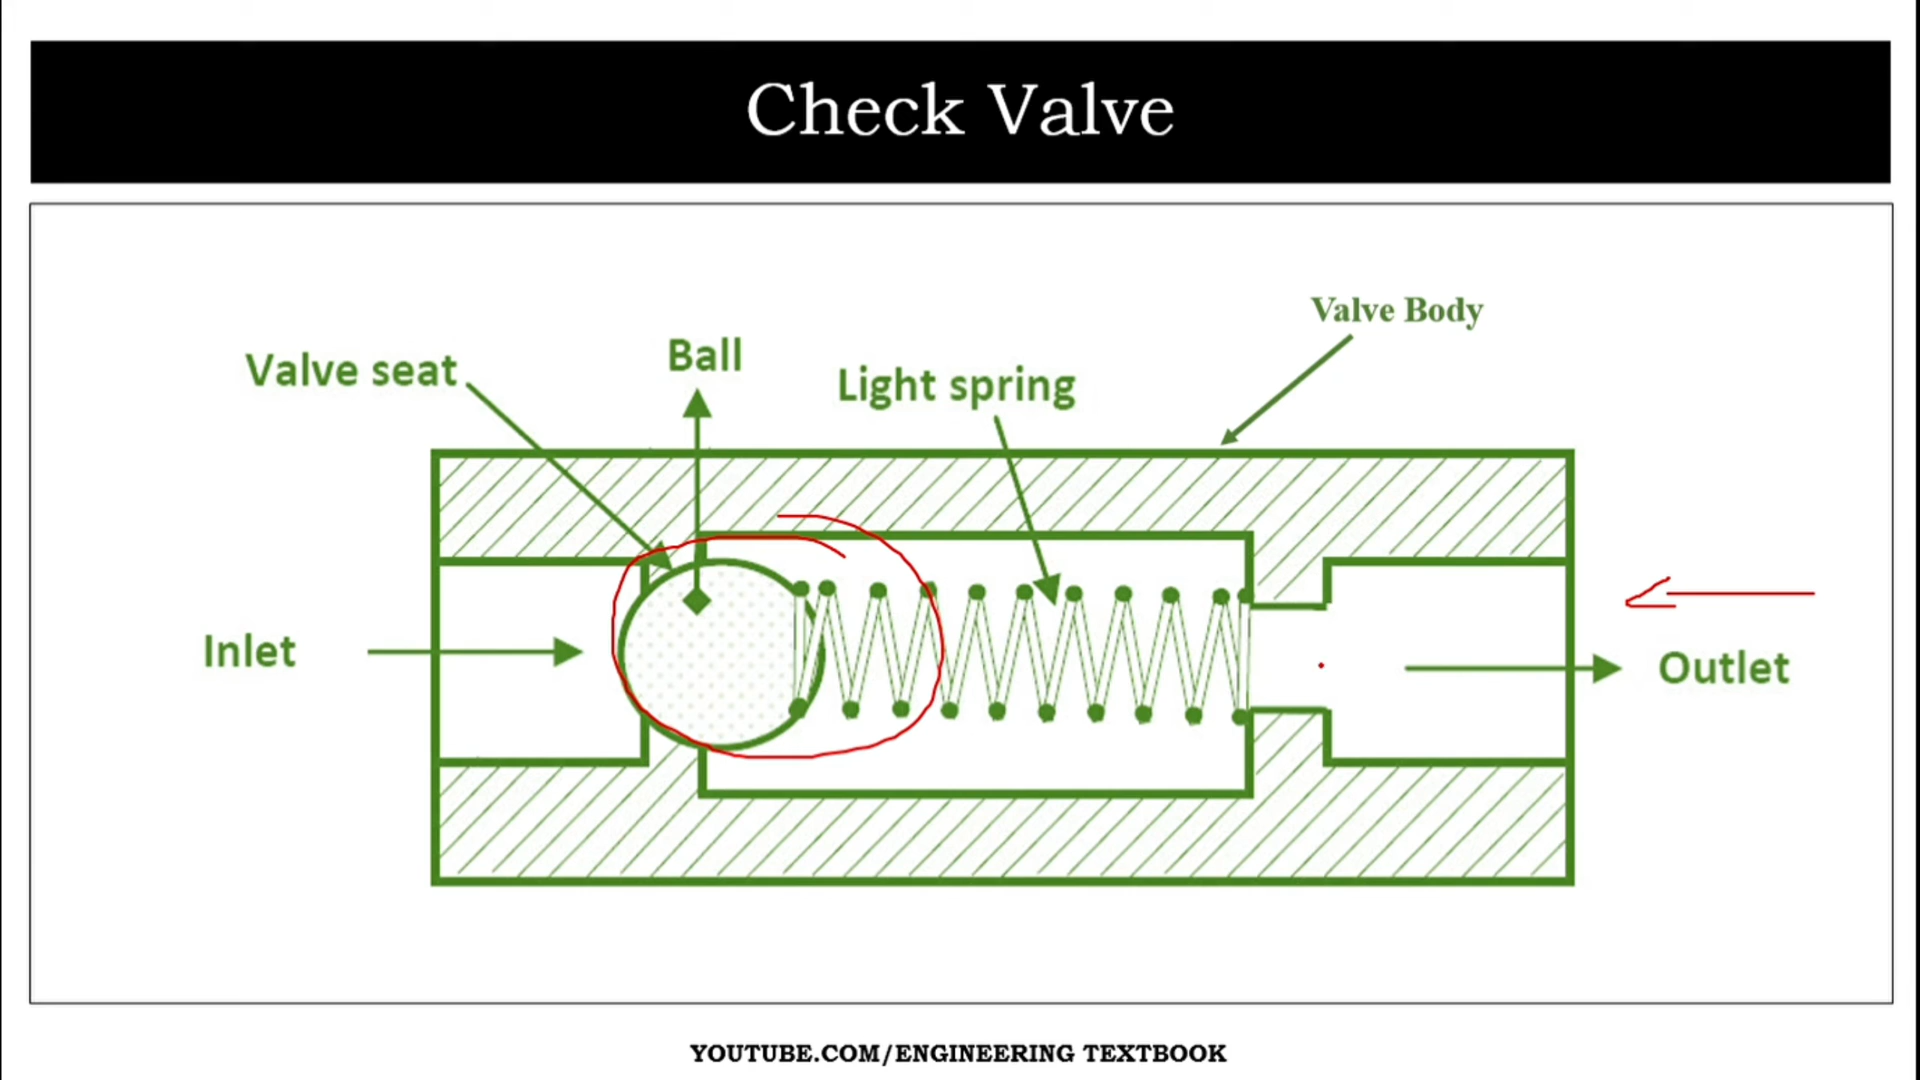 Check Valve
Valve Body
Ball
Valve seat
Light spring
Inlet
Outlet
YOUTUBE.COM/ENGINEERING TEXTBOOK